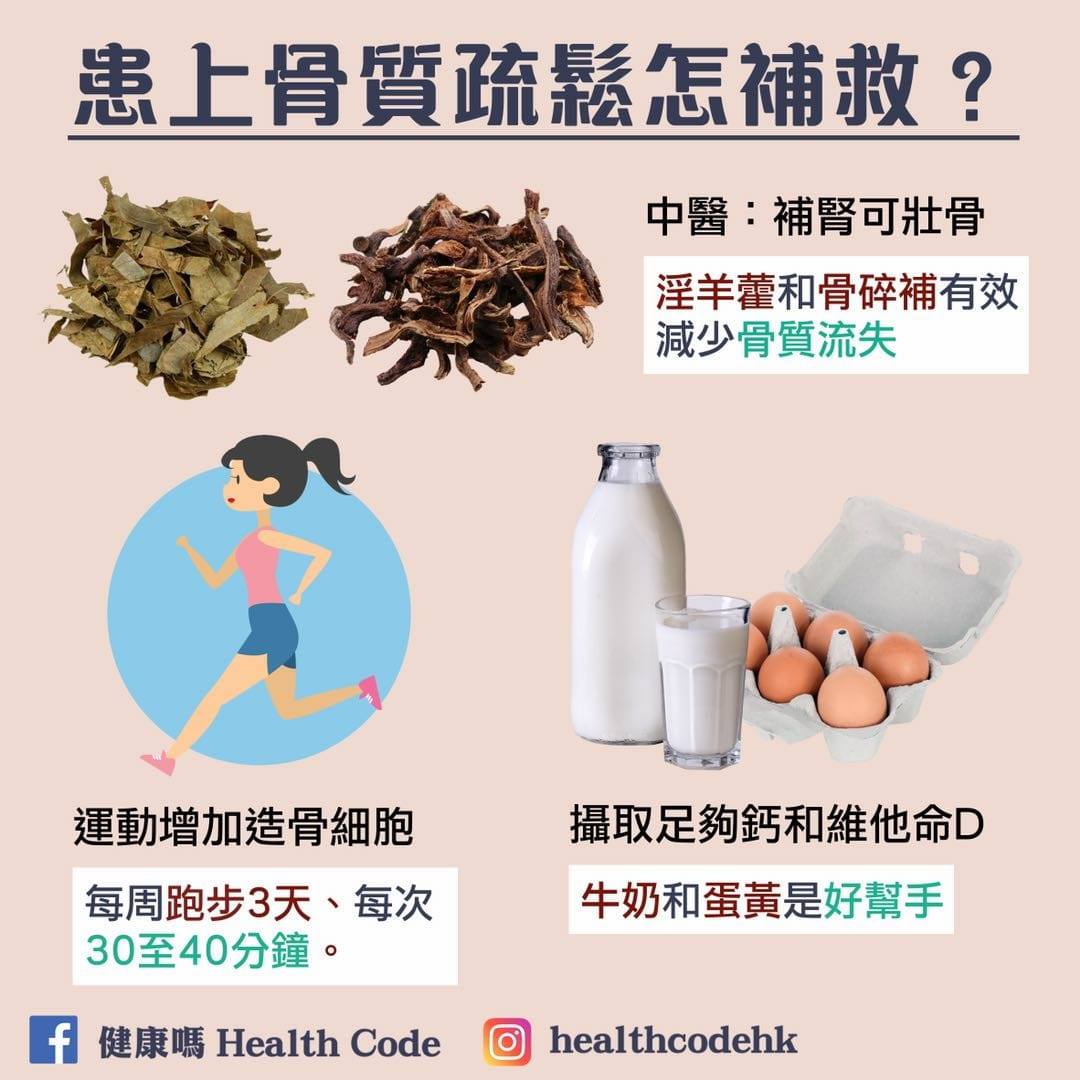 患上骨質疏鬆怎補救？
中醫：補腎可壯骨
淫羊藿和骨碎補有效
減少骨質流失
運動增加造骨細胞
每周跑步3天、每次
30至40分鐘。
攝取足夠鈣和維他命D
牛奶和蛋黃是好幫手
健康嗎 Health Code
healthcodehk